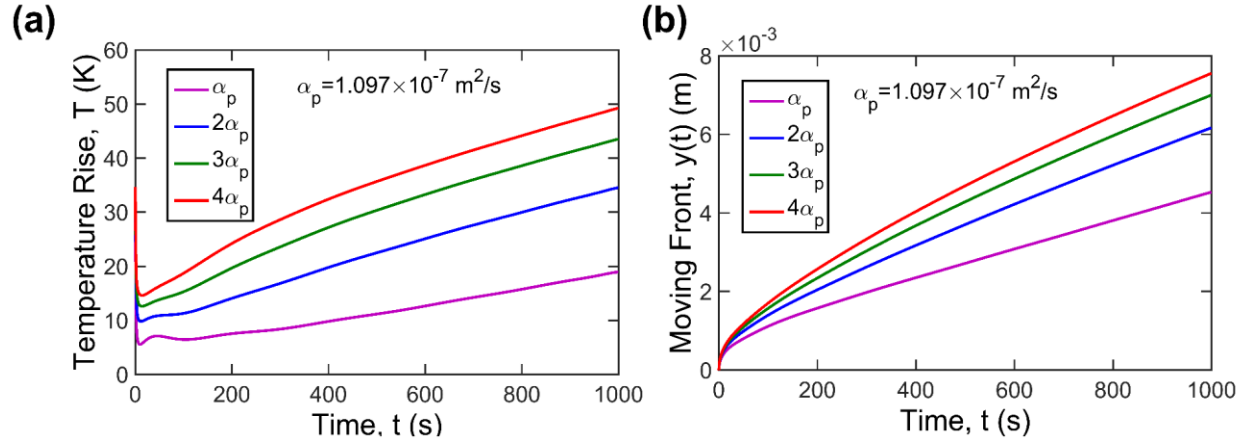 (a)
60
50
40
30
20
10
0
Temperature Rise, T (K)
α_p
2α_p
3α_p
4α_p
α_p=1.097×10^-7 m^2/s
0 200 400 600 800 1000
Time, t (s)
(b)
×10^-3
8
6
4
2
0
Moving Front, y(t) (m)
α_p
2α_p
3α_p
4α_p
α_p=1.097×10^-7 m^2/s
0 200 400 600 800 1000
Time, t (s)